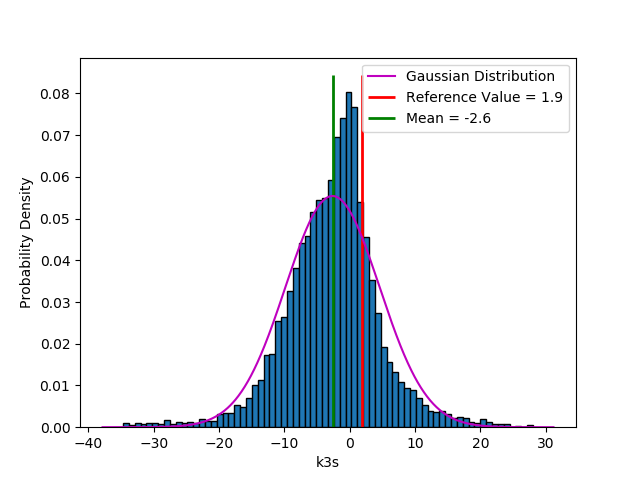 Gaussian Distribution
Reference Value = 1.9
Mean = -2.6
Probability Density
0.08
0.07
0.06
0.05
0.04
0.03
0.02
0.01
0.00
−40 −30 −20 −10 0 10 20 30
k3s